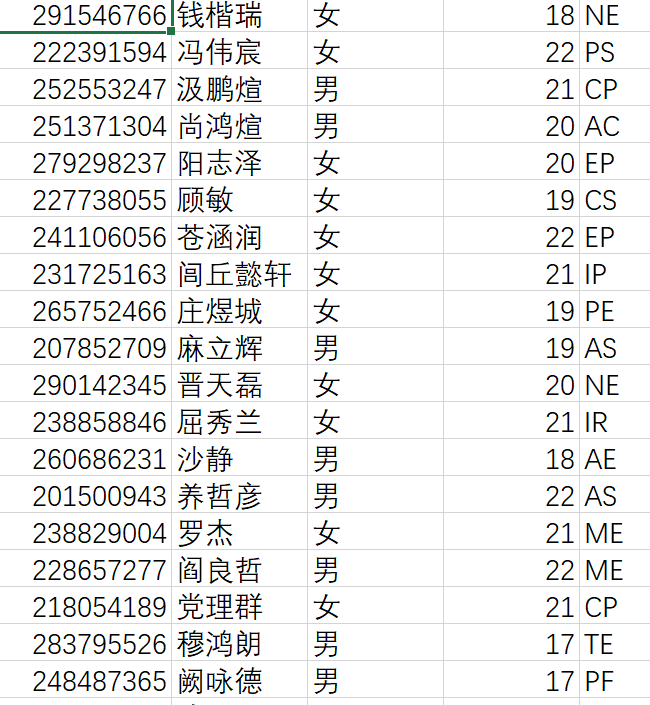 291546766 钱楷瑞 女 18 NE
222391594 冯伟宸 女 22 PS
252553247 汲鹏煊 男 21 CP
251371304 尚鸿煊 男 20 AC
279298237 阳志泽 女 20 EP
227738055 顾敏 女 19 CS
241106056 苍涵润 女 22 EP
231725163 闾丘懿轩 女 21 IP
265752466 庄煜城 女 19 PE
207852709 麻立辉 男 19 AS
290142345 晋天磊 女 20 NE
238858846 屈秀兰 女 21 IR
260686231 沙静 男 18 AE
201500943 养哲彦 男 22 AS
238829004 罗杰 女 21 ME
228657277 阎良哲 男 22 ME
218054189 党理群 女 21 CP
283795526 穆鸿朗 男 17 TE
248487365 阙咏德 男 17 PF